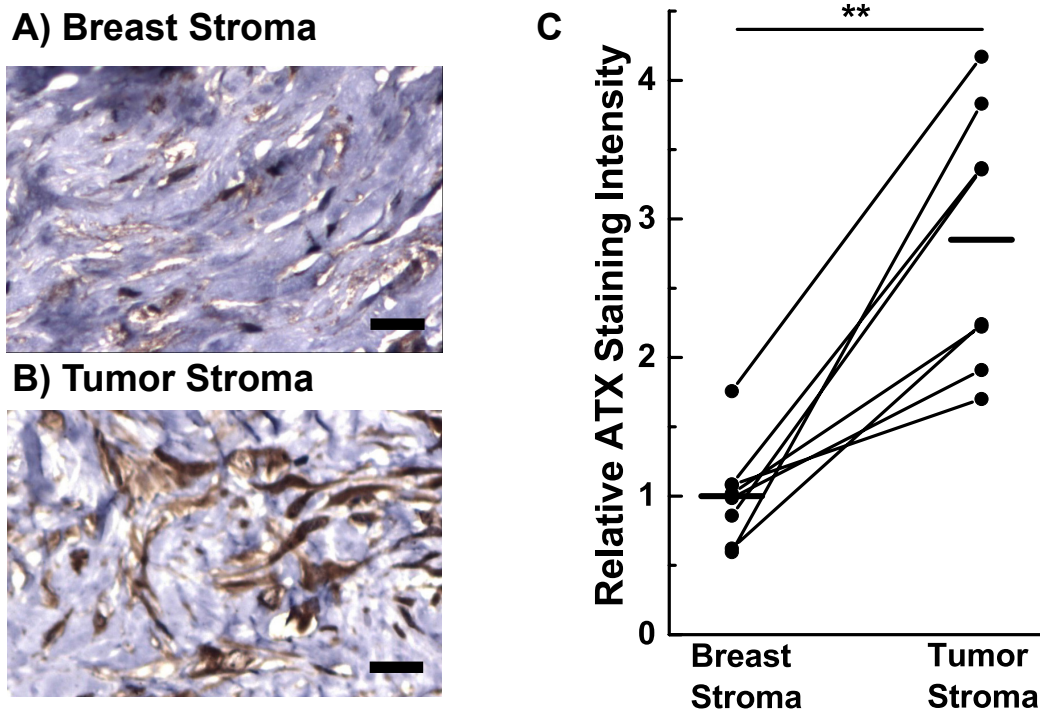 A) Breast Stroma
B) Tumor Stroma
C
**
Relative ATX Staining Intensity
4
3
2
1
0
Breast
Stroma
Tumor
Stroma